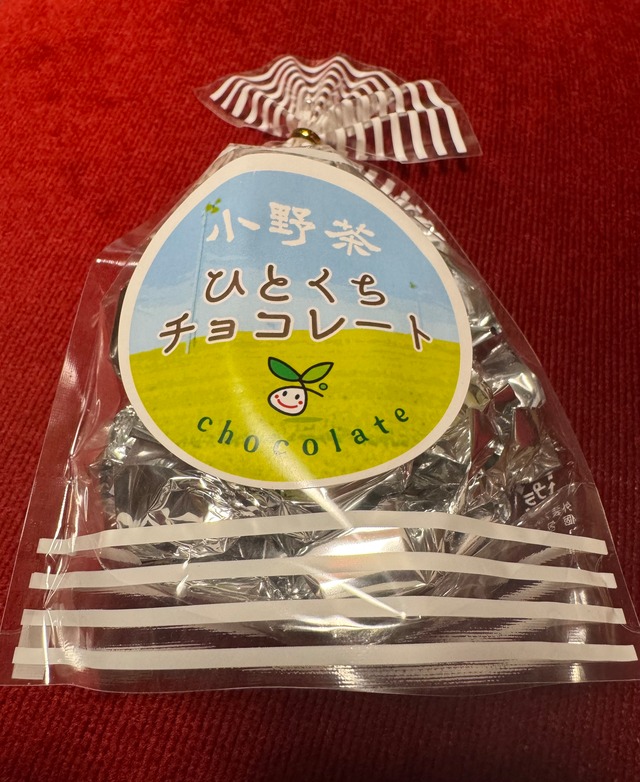 小野茶
ひとくち
チョコレート
chocolate